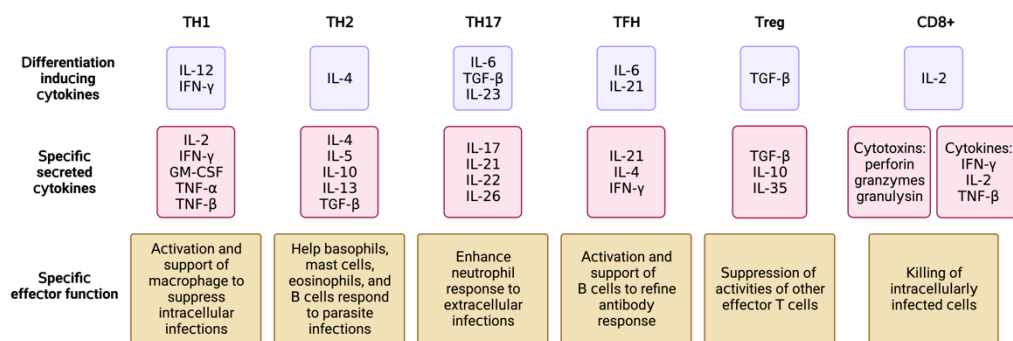 TH1
TH2
TH17
TFH
Treg
CD8+
Differentiation
inducing
cytokines
IL-12
IFN-γ
IL-4
IL-6
TGF-β
IL-23
IL-6
IL-21
TGF-β
IL-2
Specific
secreted
cytokines
IL-2
IFN-γ
GM-CSF
TNF-α
TNF-β
IL-4
IL-5
IL-10
IL-13
TGF-β
IL-17
IL-21
IL-22
IL-26
IL-21
IL-4
IFN-γ
TGF-β
IL-10
IL-35
Cytotoxins:
perforin
granzymes
granulysin
Cytokines:
IFN-γ
IL-2
TNF-β
Specific
effector function
Activation and
support of
macrophage to
suppress
intracellular
infections
Help basophils,
mast cells,
eosinophils, and
B cells respond
to parasite
infections
Enhance
neutrophil
response to
extracellular
infections
Activation and
support of
B cells to refine
antibody
response
Suppression of
activities of other
effector T cells
Killing of
intracellularly
infected cells